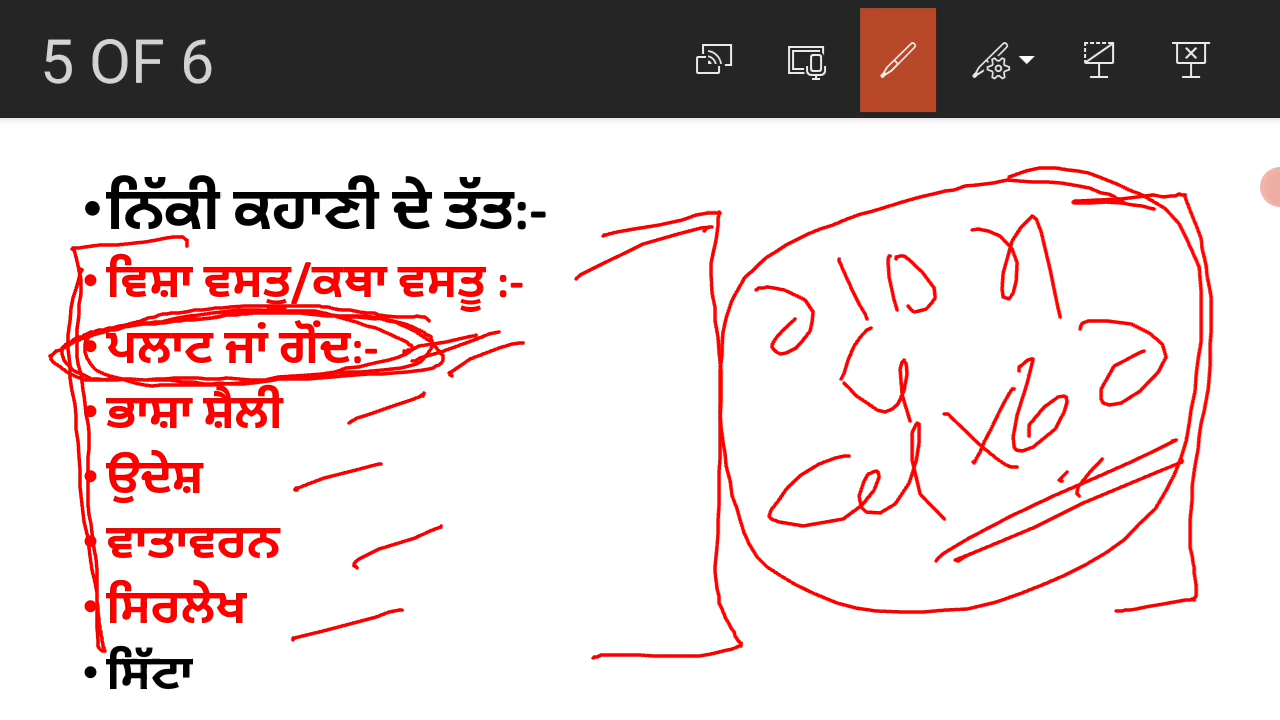 5 OF 6
•ਨਿੱਕੀ ਕਹਾਣੀ ਦੇ ਤੱਤ:-
• ਵਿਸ਼ਾ ਵਸਤੂ/ਕਥਾ ਵਸਤੂ :-
• ਪਲਾਟ ਜਾਂ ਗੋਂਦ:-
• ਭਾਸ਼ਾ ਸ਼ੈਲੀ
• ਉਦੇਸ਼
• ਵਾਤਾਵਰਨ
• ਸਿਰਲੇਖ
• ਸਿੱਟਾ